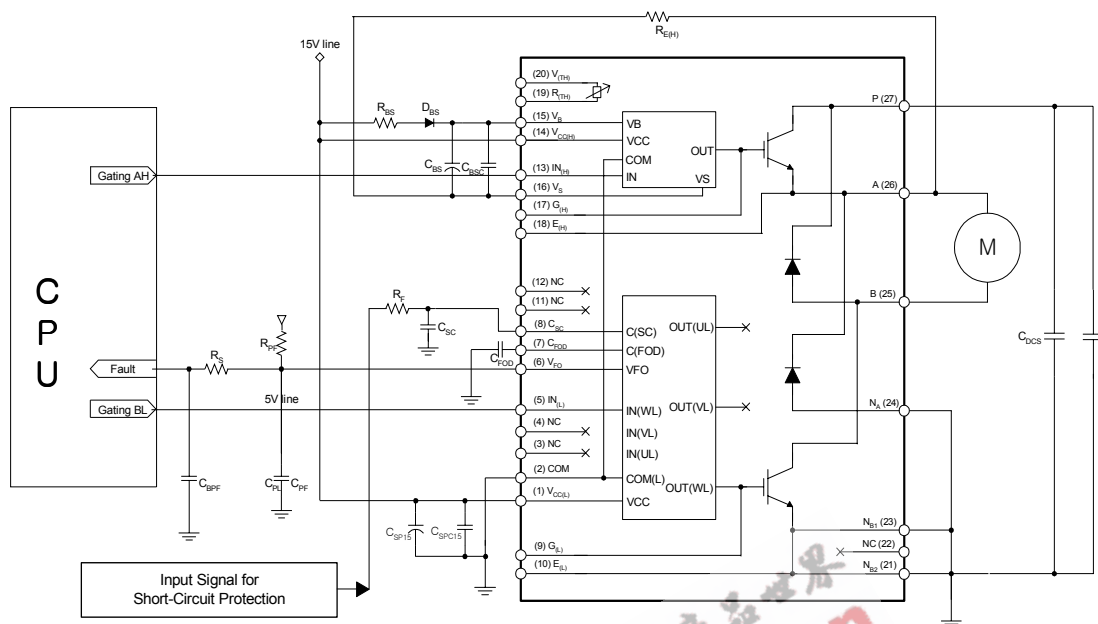 R_E(H)
15V line
(20) V_(TH)
(19) R_(TH)
R_BS
D_BS
(15) V_B
(14) V_CC(H)
VB
VCC
COM
IN
OUT
VS
P (27)
C_BS
C_BSC
Gating AH
(13) IN_(H)
(16) V_S
A (26)
(17) G_(H)
(18) E_(H)
M
C
P
U
(12) NC
(11) NC
B (25)
R_F
C_SC
(8) C_SC
(7) C_FOD
C_FOD
(6) V_FO
C(SC)
C(FOD)
VFO
OUT(UL)
C_DCS
R_PF
R_S
Fault
5V line
Gating BL
(5) IN_(L)
(4) NC
(3) NC
(2) COM
(1) V_CC(L)
IN(WL)
IN(VL)
IN(UL)
COM(L)
VCC
OUT(VL)
OUT(WL)
N_A (24)
C_BPF
C_PL
C_PF
C_SP15
C_SPC15
N_B1 (23)
NC (22)
N_B2 (21)
(9) G_(L)
(10) E_(L)
Input Signal for
Short-Circuit Protection